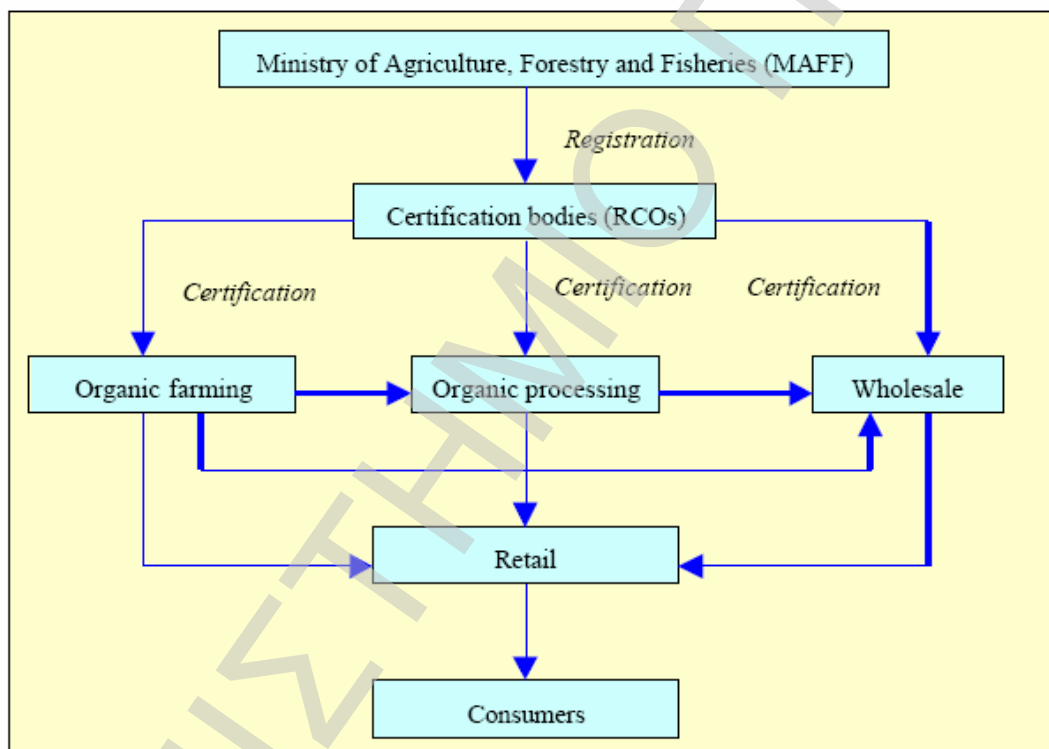 Ministry of Agriculture, Forestry and Fisheries (MAFF)
Registration
Certification bodies (RCOs)
Certification
Certification
Certification
Organic farming
Organic processing
Wholesale
Retail
Consumers
ΙΣΤΗΜΙΟ Π